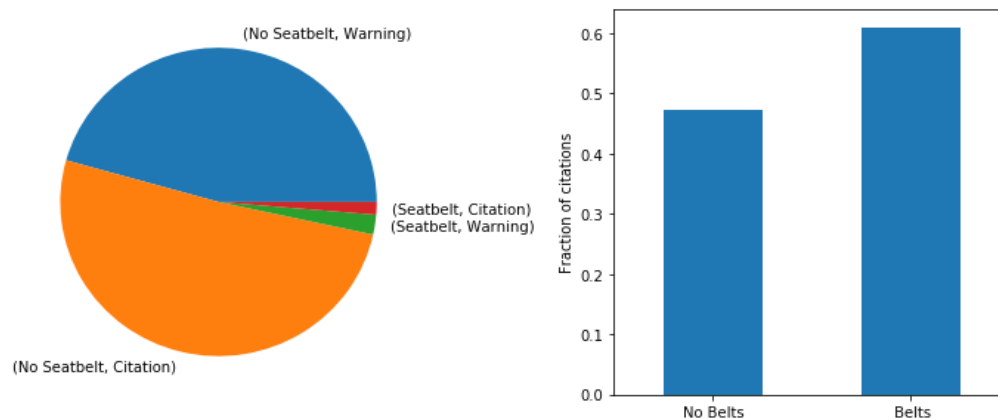 (No Seatbelt, Warning)
(Seatbelt, Citation)
(Seatbelt, Warning)
(No Seatbelt, Citation)
Fraction of citations
0.6
0.5
0.4
0.3
0.2
0.1
0.0
No Belts
Belts